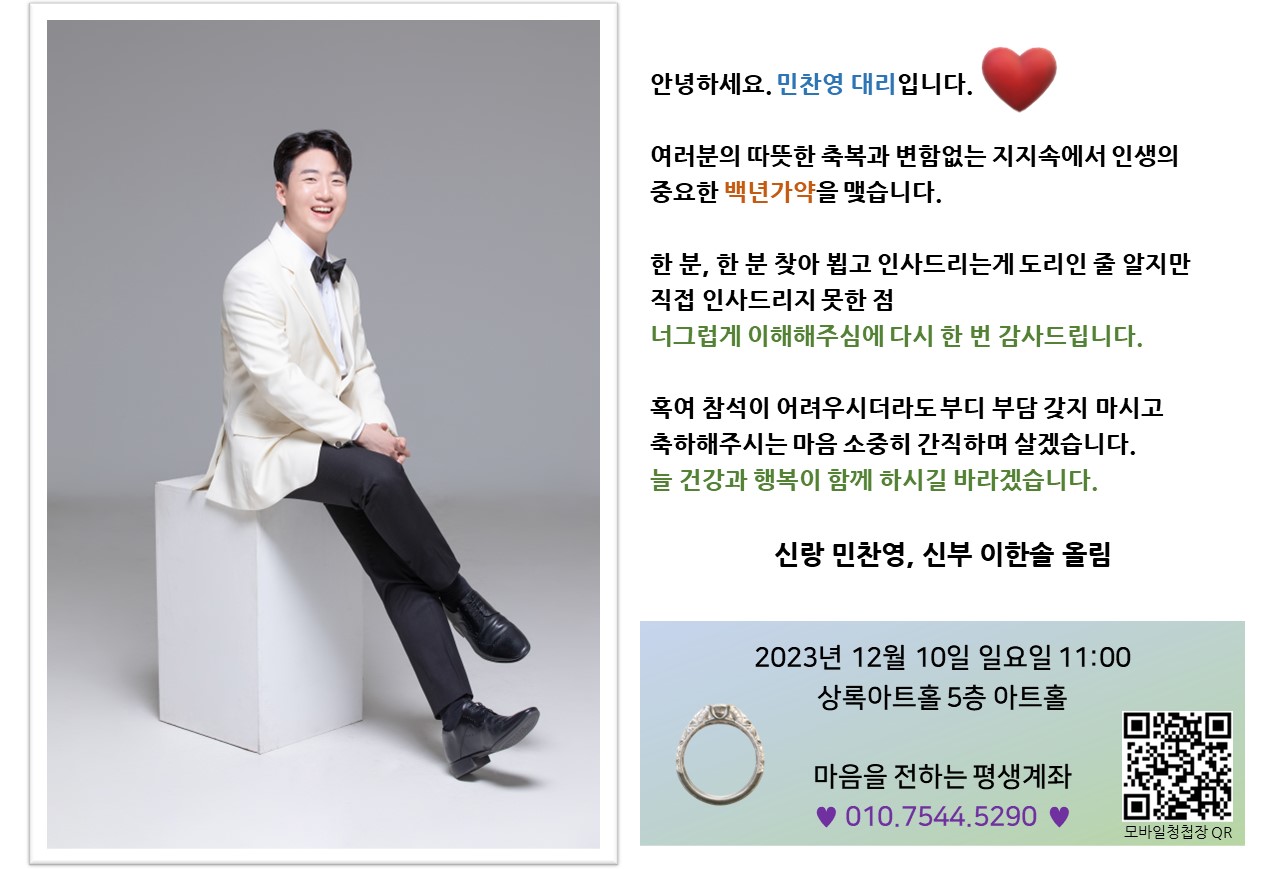 안녕하세요. 민찬영 대리입니다.
여러분의 따뜻한 축복과 변함없는 지지속에서 인생의
중요한 백년가약을 맺습니다.
한 분, 한 분 찾아 뵙고 인사드리는게 도리인 줄 알지만
직접 인사드리지 못한 점
너그럽게 이해해주심에 다시 한 번 감사드립니다.
혹여 참석이 어려우시더라도 부디 부담 갖지 마시고
축하해주시는 마음 소중히 간직하며 살겠습니다.
늘 건강과 행복이 함께 하시길 바라겠습니다.
신랑 민찬영, 신부 이한솔 올림
2023년 12월 10일 일요일 11:00
상록아트홀 5층 아트홀
마음을 전하는 평생계좌
♥ 010.7544.5290 ♥
모바일청첩장 QR